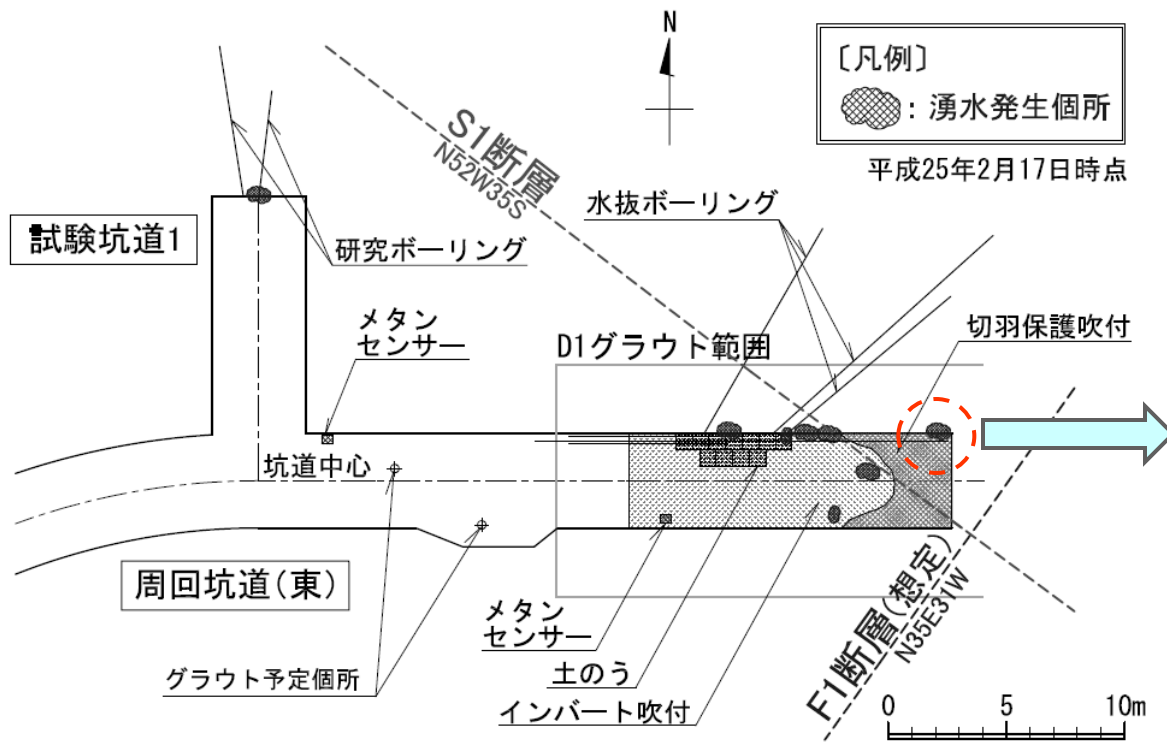 N
〔凡例〕
：湧水発生個所
平成25年2月17日時点
S1断層
N52W35S
水抜ボーリング
試験坑道1
研究ボーリング
メタン
センサー
D1グラウト範囲
切羽保護吹付
坑道中心
周回坑道(東)
メタン
センサー
グラウト予定個所
土のう
インバート吹付
F1断層(想定)
N35E31W
0 5 10m